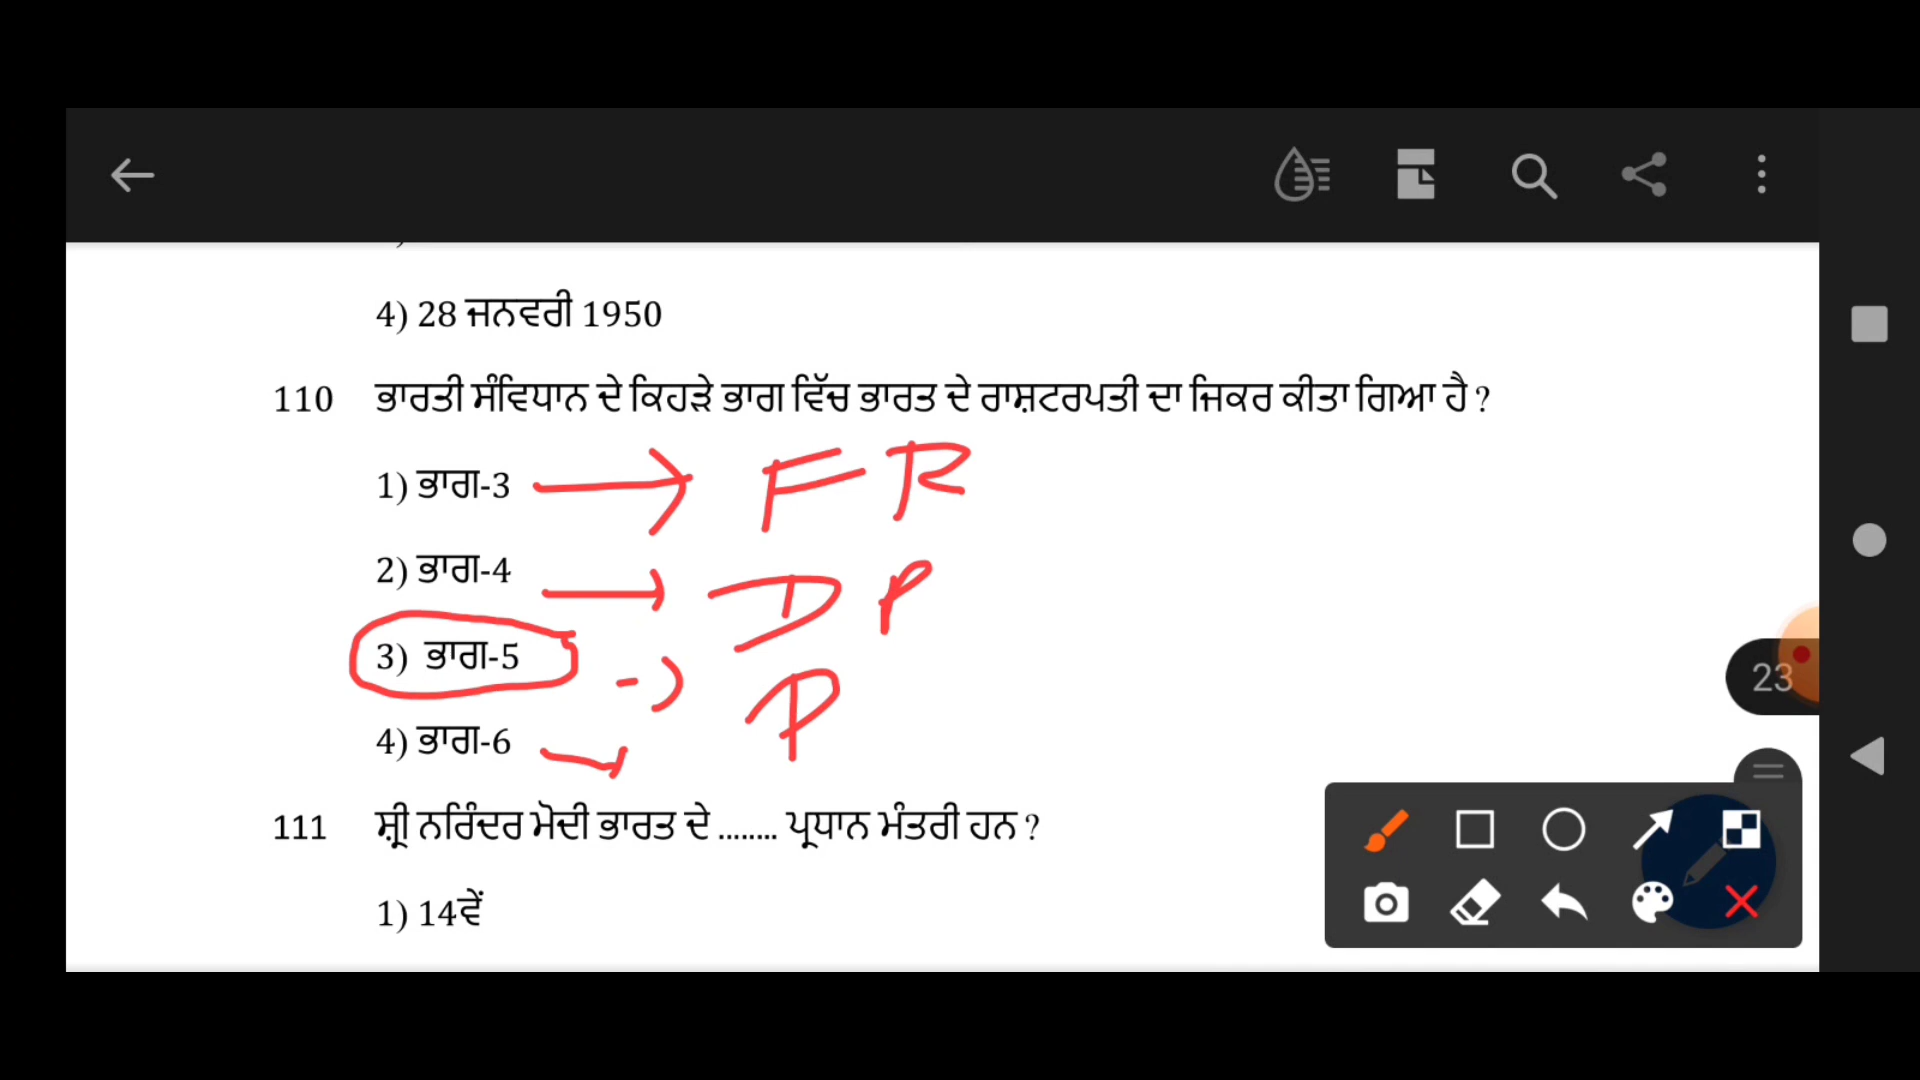 4) 28 ਜਨਵਰੀ 1950
110 ਭਾਰਤੀ ਸੰਵਿਧਾਨ ਦੇ ਕਿਹੜੇ ਭਾਗ ਵਿੱਚ ਭਾਰਤ ਦੇ ਰਾਸ਼ਟਰਪਤੀ ਦਾ ਜਿਕਰ ਕੀਤਾ ਗਿਆ ਹੈ ?
1) ਭਾਗ-3 FR
2) ਭਾਗ-4 DP
3) ਭਾਗ-5 P
23
4) ਭਾਗ-6
111 ਸ਼੍ਰੀ ਨਰਿੰਦਰ ਮੋਦੀ ਭਾਰਤ ਦੇ ........ ਪ੍ਰਧਾਨ ਮੰਤਰੀ ਹਨ ?
1) 14ਵੇਂ